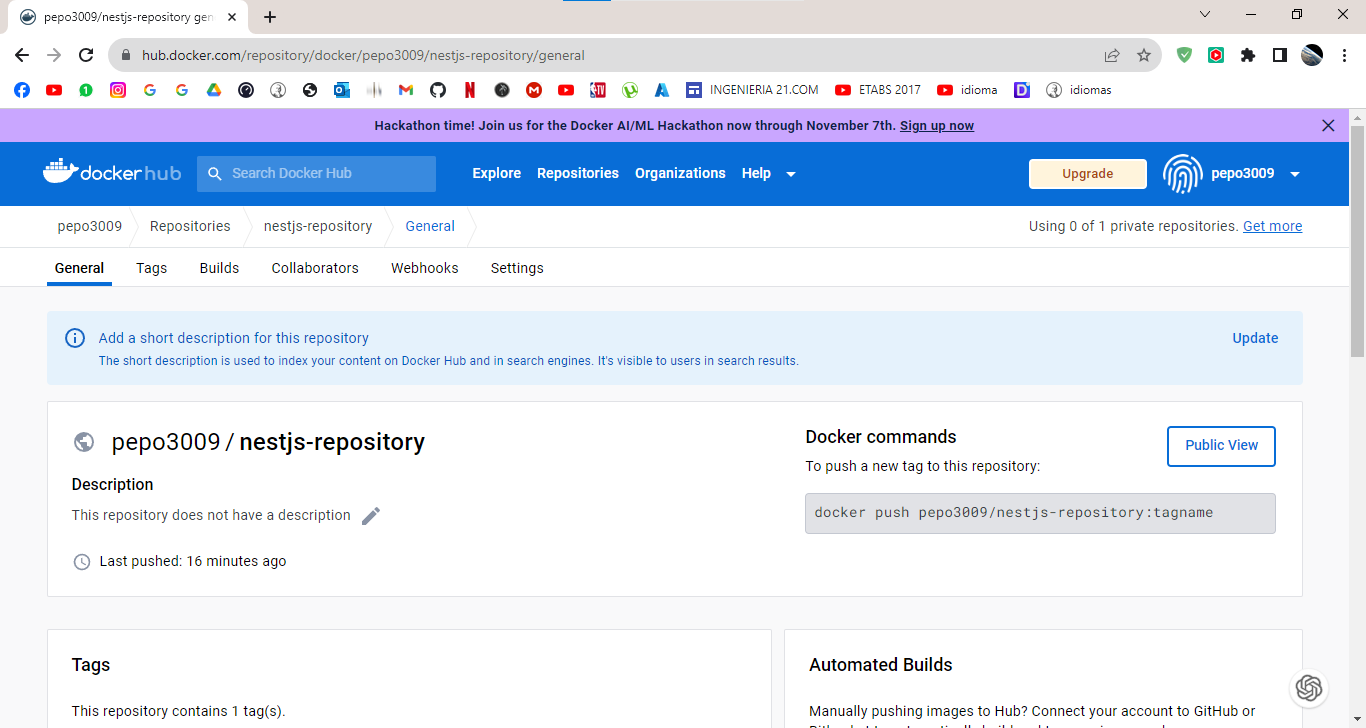 pepo3009/nestjs-repository gen
hub.docker.com/repository/docker/pepo3009/nestjs-repository/general
INGENIERIA 21.COM ETABS 2017 idioma idiomas
Hackathon time! Join us for the Docker AI/ML Hackathon now through November 7th. Sign up now
docker hub Search Docker Hub Explore Repositories Organizations Help Upgrade pepo3009
pepo3009 Repositories nestjs-repository General Using 0 of 1 private repositories. Get more
General Tags Builds Collaborators Webhooks Settings
Add a short description for this repository Update
The short description is used to index your content on Docker Hub and in search engines. It's visible to users in search results.
pepo3009 / nestjs-repository
Description
This repository does not have a description
Last pushed: 16 minutes ago
Docker commands Public View
To push a new tag to this repository:
docker push pepo3009/nestjs-repository:tagname
Tags
This repository contains 1 tag(s).
Automated Builds
Manually pushing images to Hub? Connect your account to GitHub or